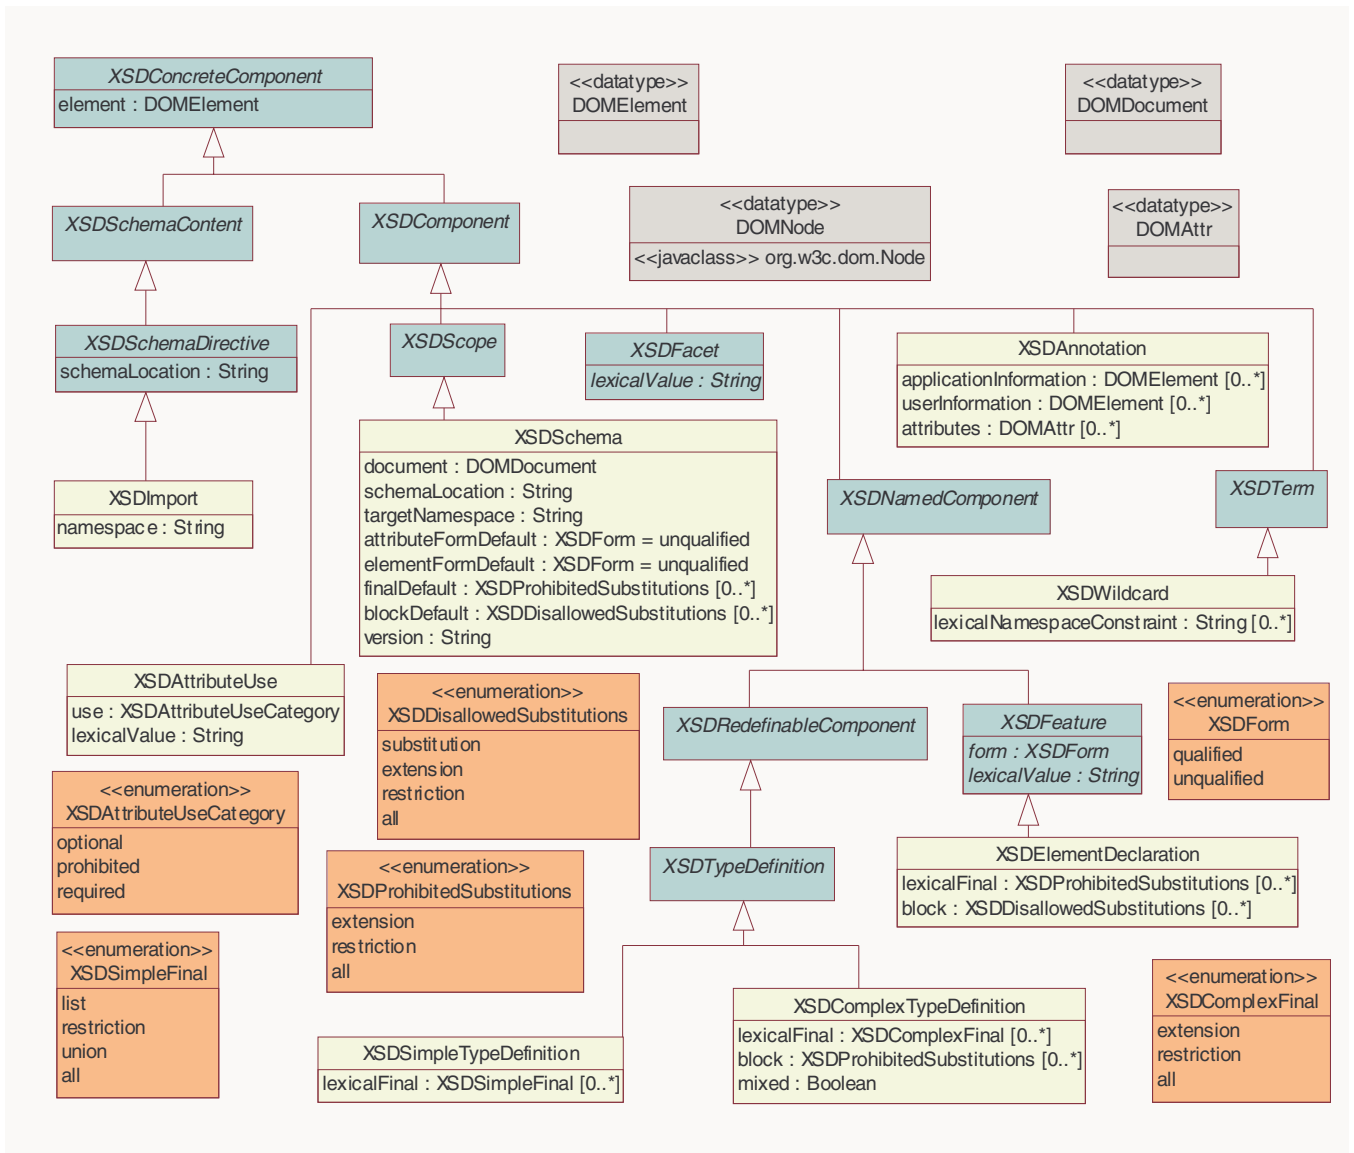 XSDConcreteComponent
element : DOMElement
<<datatype>>
DOMElement
<<datatype>>
DOMDocument
XSDSchemaContent
XSDComponent
<<datatype>>
DOMNode
<<javaclass>> org.w3c.dom.Node
<<datatype>>
DOMAttr
XSDSchemaDirective
schemaLocation : String
XSDScope
XSDFacet
lexicalValue : String
XSDAnnotation
applicationInformation : DOMElement [0..*]
userInformation : DOMElement [0..*]
attributes : DOMAttr [0..*]
XSDImport
namespace : String
XSDSchema
document : DOMDocument
schemaLocation : String
targetNamespace : String
attributeFormDefault : XSDForm = unqualified
elementFormDefault : XSDForm = unqualified
finalDefault : XSDProhibitedSubstitutions [0..*]
blockDefault : XSDDisallowedSubstitutions [0..*]
version : String
XSDNamedComponent
XSDTerm
XSDWildcard
lexicalNamespaceConstraint : String [0..*]
XSDAttributeUse
use : XSDAttributeUseCategory
lexicalValue : String
<<enumeration>>
XSDDisallowedSubstitutions
substitution
extension
restriction
all
XSDRedefinableComponent
XSDFeature
form : XSDForm
lexicalValue : String
<<enumeration>>
XSDForm
qualified
unqualified
<<enumeration>>
XSDAttributeUseCategory
optional
prohibited
required
<<enumeration>>
XSDProhibitedSubstitutions
extension
restriction
all
XSDTypeDefinition
XSDElementDeclaration
lexicalFinal : XSDProhibitedSubstitutions [0..*]
block : XSDDisallowedSubstitutions [0..*]
<<enumeration>>
XSDSimpleFinal
list
restriction
union
all
XSDSimpleTypeDefinition
lexicalFinal : XSDSimpleFinal [0..*]
XSDComplexTypeDefinition
lexicalFinal : XSDComplexFinal [0..*]
block : XSDProhibitedSubstitutions [0..*]
mixed : Boolean
<<enumeration>>
XSDComplexFinal
extension
restriction
all